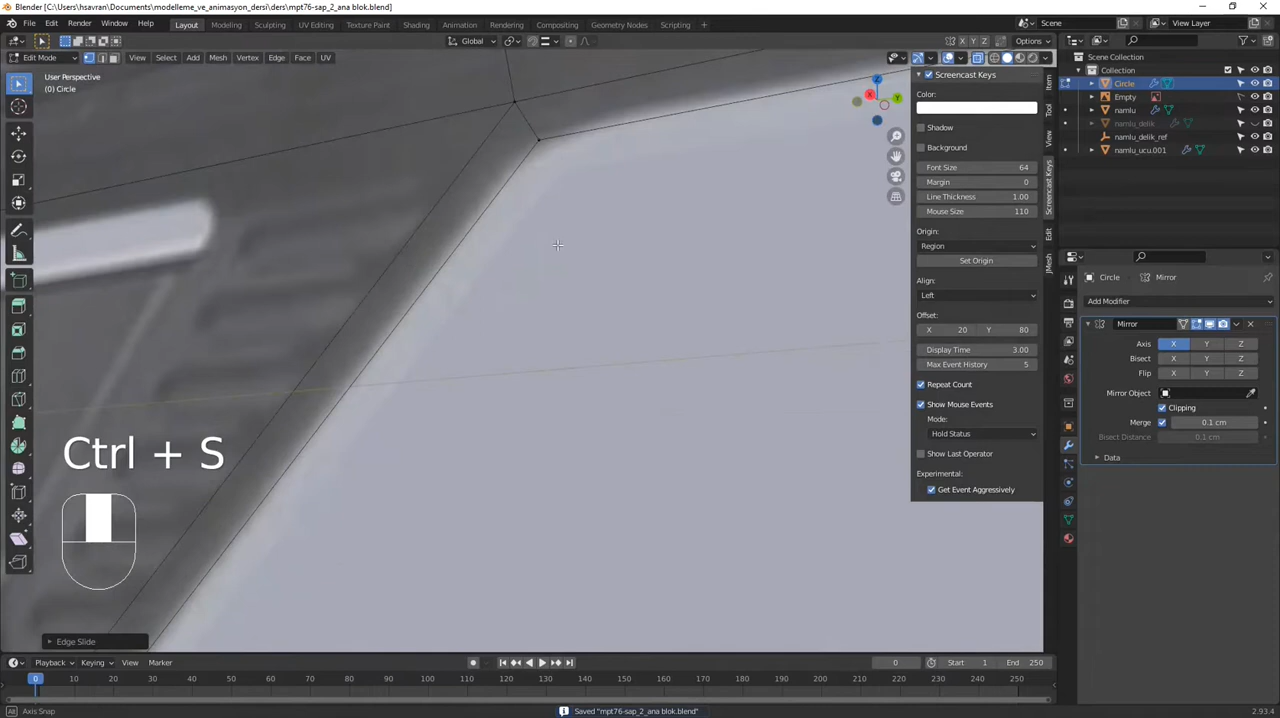 Blender [C:\Users\hsavran\Documents\modelleme_ve_animasyon_ders\ders\mpt76-sap_2_ana blok.blend]
File Edit Render Window Help Layout Modeling Sculpting UV Editing Texture Paint Shading Animation Rendering Compositing Geometry Nodes Scripting Scene View Layer
Global X Y Z Options
Edit Mode View Select Add Mesh Vertex Edge Face UV
User Perspective
(0) Circle
Z
Y
X
Screencast Keys
Color:
Shadow
Background
Font Size 64
Margin 0
Line Thickness 1.00
Mouse Size 110
Origin:
Region
Set Origin
Align:
Left
Offset:
X 20 Y 80
Display Time 3.00
Max Event History 5
Repeat Count
Show Mouse Events
Mode:
Hold Status
Show Last Operator
Experimental:
Get Event Aggressively
Item
Tool
View
Screencast Keys
Edit
JMesh
Scene Collection
Collection
Circle
Empty
namlu
namlu_delik
namlu_delik_ref
namlu_ucu.001
Circle Mirror
Add Modifier
Mirror
Axis X Y Z
Bisect X Y Z
Flip X Y Z
Mirror Object
Clipping
Merge 0.1 cm
Bisect Distance 0.1 cm
Data
Ctrl + S
Edge Slide
Playback Keying View Marker 0 Start 1 End 250
0 10 20 30 40 50 60 70 80 90 100 110 120 130 140 150 160 170 180 190 200 210 220 230 240 250
Axis Snap
Saved "mpt76-sap_2_ana blok.blend"
2.93.4